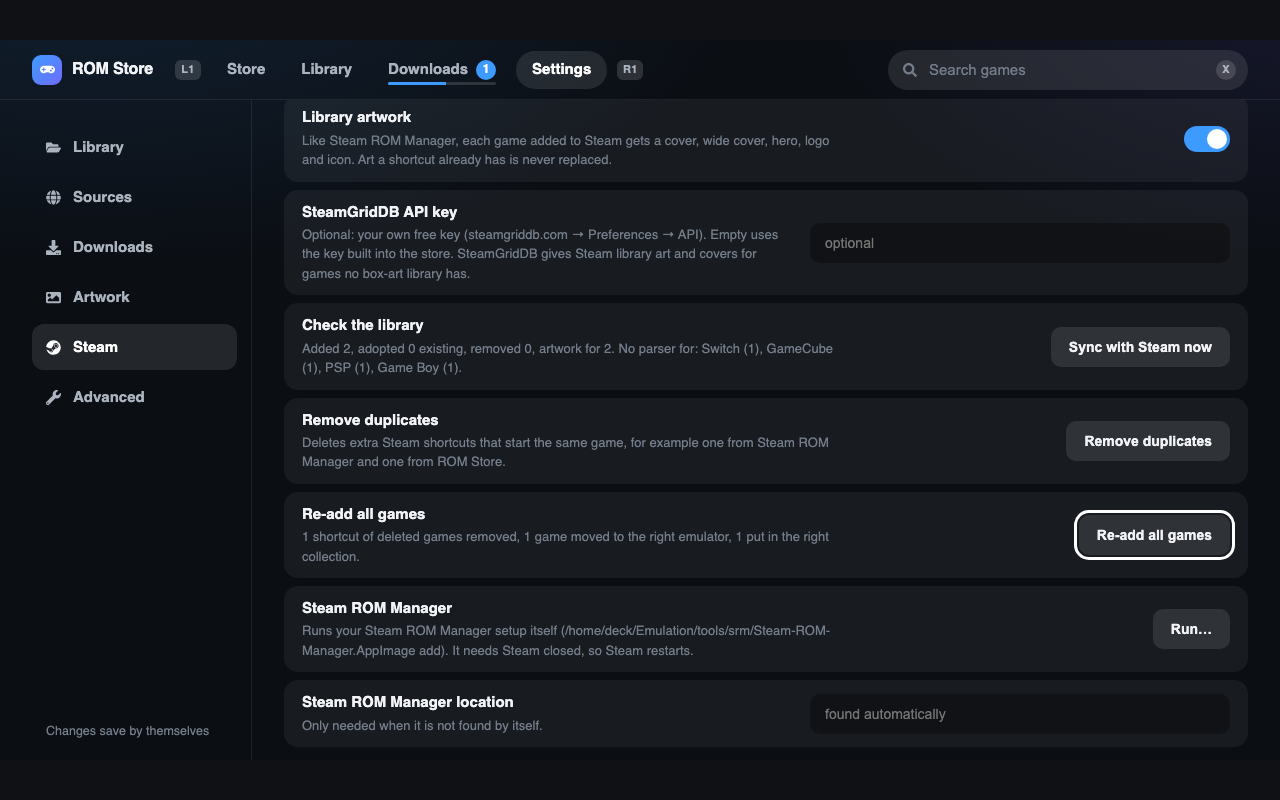 ROM Store
L1
Store
Library
Downloads
1
Settings
R1
Search games
X
Library
Sources
Downloads
Artwork
Steam
Advanced
Changes save by themselves
Library artwork
Like Steam ROM Manager, each game added to Steam gets a cover, wide cover, hero, logo
and icon. Art a shortcut already has is never replaced.
SteamGridDB API key
Optional: your own free key (steamgriddb.com → Preferences → API). Empty uses
the key built into the store. SteamGridDB gives Steam library art and covers for
games no box-art library has.
optional
Check the library
Added 2, adopted 0 existing, removed 0, artwork for 2. No parser for: Switch (1), GameCube
(1), PSP (1), Game Boy (1).
Sync with Steam now
Remove duplicates
Deletes extra Steam shortcuts that start the same game, for example one from Steam ROM
Manager and one from ROM Store.
Remove duplicates
Re-add all games
1 shortcut of deleted games removed, 1 game moved to the right emulator, 1 put in the right
collection.
Re-add all games
Steam ROM Manager
Runs your Steam ROM Manager setup itself (/home/deck/Emulation/tools/srm/Steam-ROM-
Manager.AppImage add). It needs Steam closed, so Steam restarts.
Run…
Steam ROM Manager location
Only needed when it is not found by itself.
found automatically